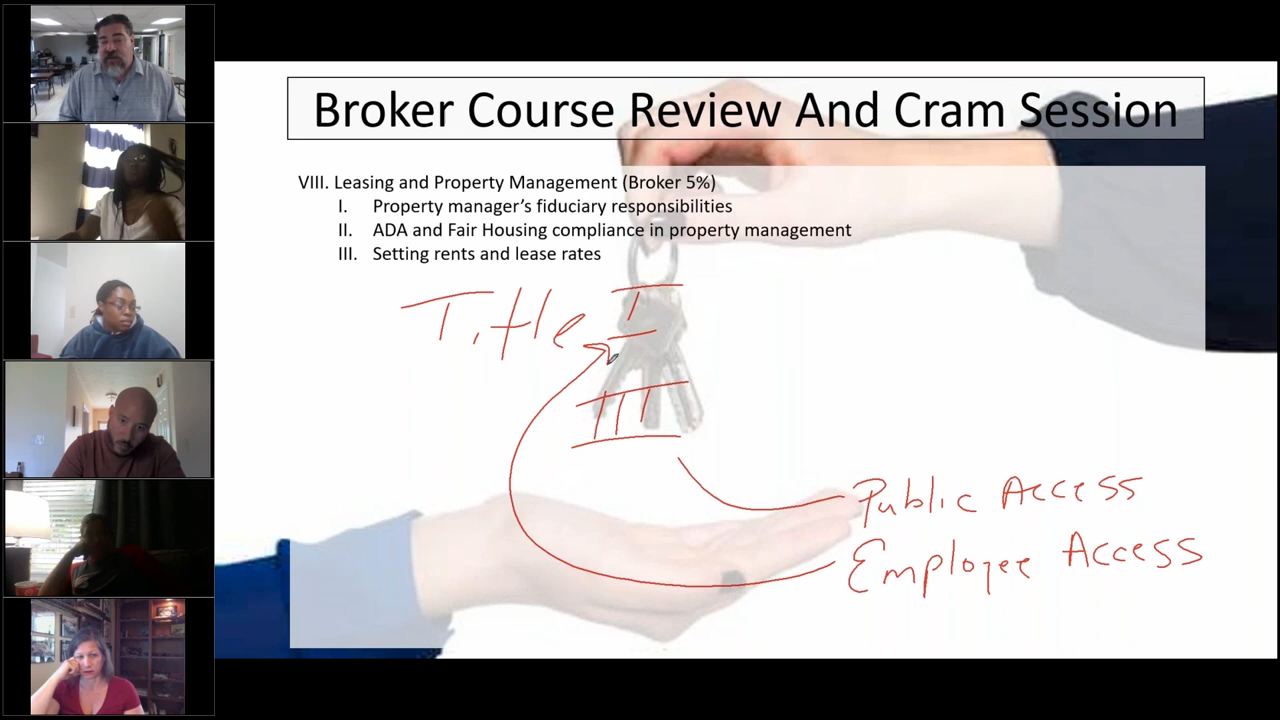 Broker Course Review And Cram Session
VIII. Leasing and Property Management (Broker 5%)
I. Property manager's fiduciary responsibilities
II. ADA and Fair Housing compliance in property management
III. Setting rents and lease rates
Title I
III
Public Access
Employee Access